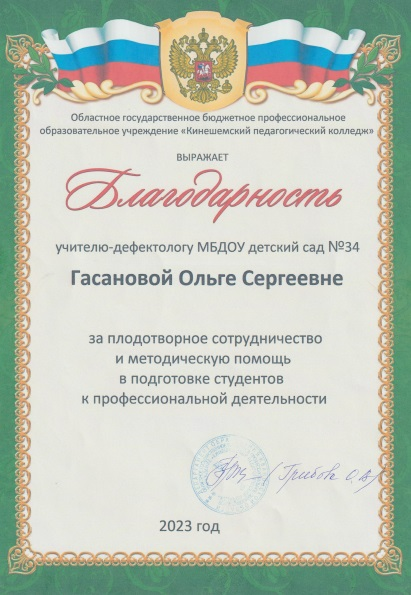 Областное государственное бюджетное профессиональное
образовательное учреждение «Кинешемский педагогический колледж»
ВЫРАЖАЕТ
Благодарность
учителю-дефектологу МБДОУ детский сад №34
Гасановой Ольге Сергеевне
за плодотворное сотрудничество
и методическую помощь
в подготовке студентов
к профессиональной деятельности
(Грибова О.В)
2023 год